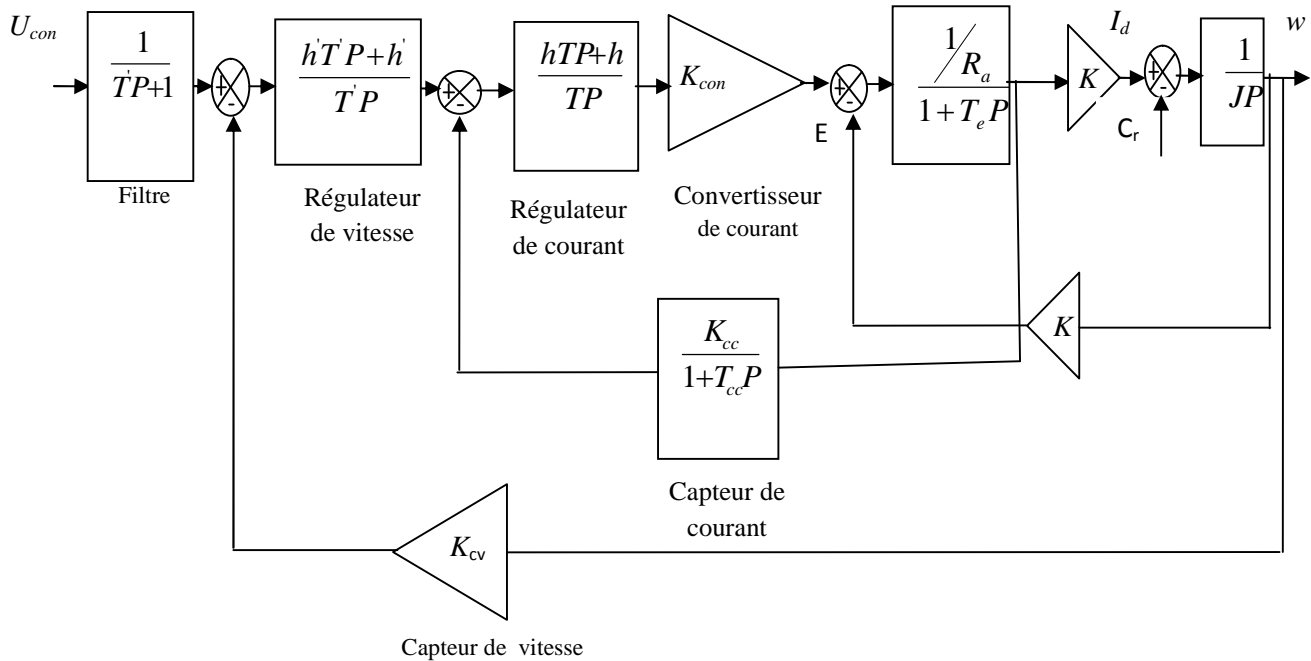 U_con
1
T'P+1
Filtre
+
-
h'T'P+h'
T'P
Régulateur
de vitesse
+
-
hTP+h
TP
Régulateur
de courant
K_con
Convertisseur
de courant
+
-
E
1/R_a
1+T_eP
K
I_d
+
-
C_r
1
JP
w
K
K_cc
1+T_ccP
Capteur de
courant
K_cv
Capteur de vitesse